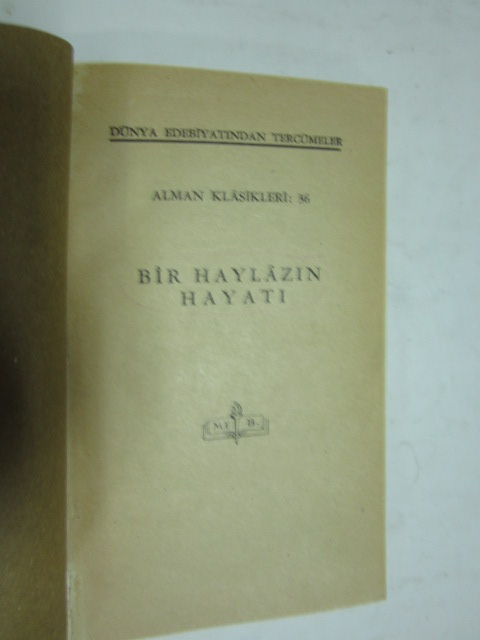 DÜNYA EDEBİYATINDAN TERCÜMELER
ALMAN KLÂSİKLERİ: 36
BİR HAYLÂZIN
HAYATI
M. E. B.